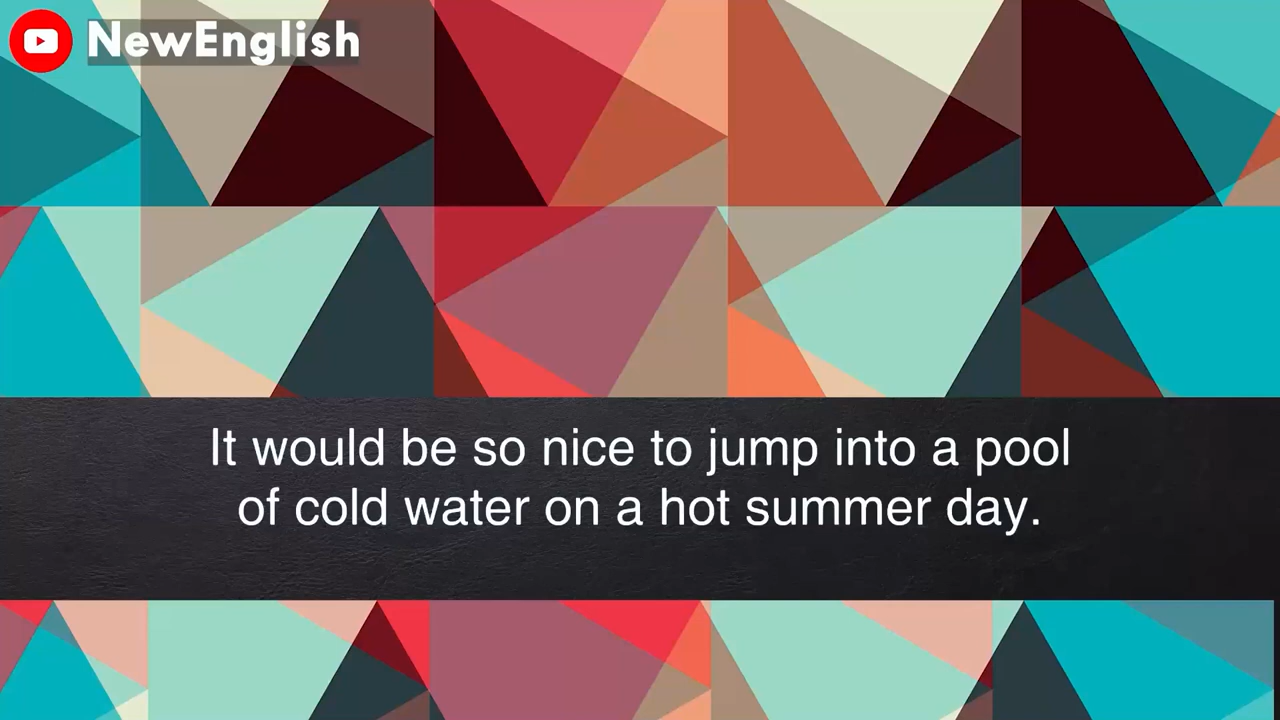 NewEnglish
It would be so nice to jump into a pool
of cold water on a hot summer day.